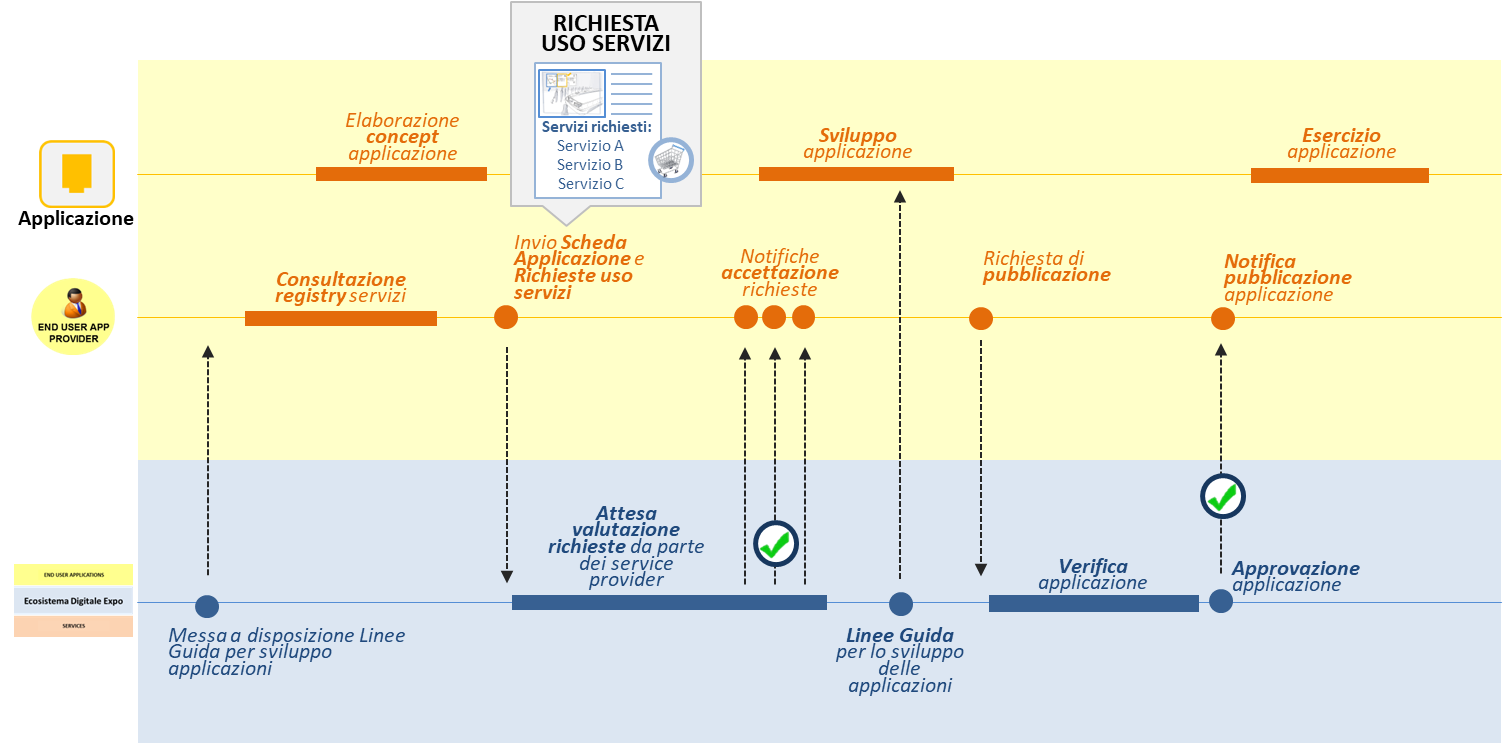 RICHIESTA
USO SERVIZI
Servizi richiesti:
Servizio A
Servizio B
Servizio C
Elaborazione
concept
applicazione
Sviluppo
applicazione
Esercizio
applicazione
Applicazione
Invio Scheda
Applicazione e
Richieste uso
servizi
Consultazione
registry servizi
Notifiche
accettazione
richieste
Richiesta di
pubblicazione
Notifica
pubblicazione
applicazione
END USER APP
PROVIDER
Attesa
valutazione
richieste da parte
dei service
provider
Verifica
applicazione
Approvazione
applicazione
END USER APPLICATIONS
Ecosistema Digitale Expo
SERVICES
Messa a disposizione Linee
Guida per sviluppo
applicazioni
Linee Guida
per lo sviluppo
delle
applicazioni